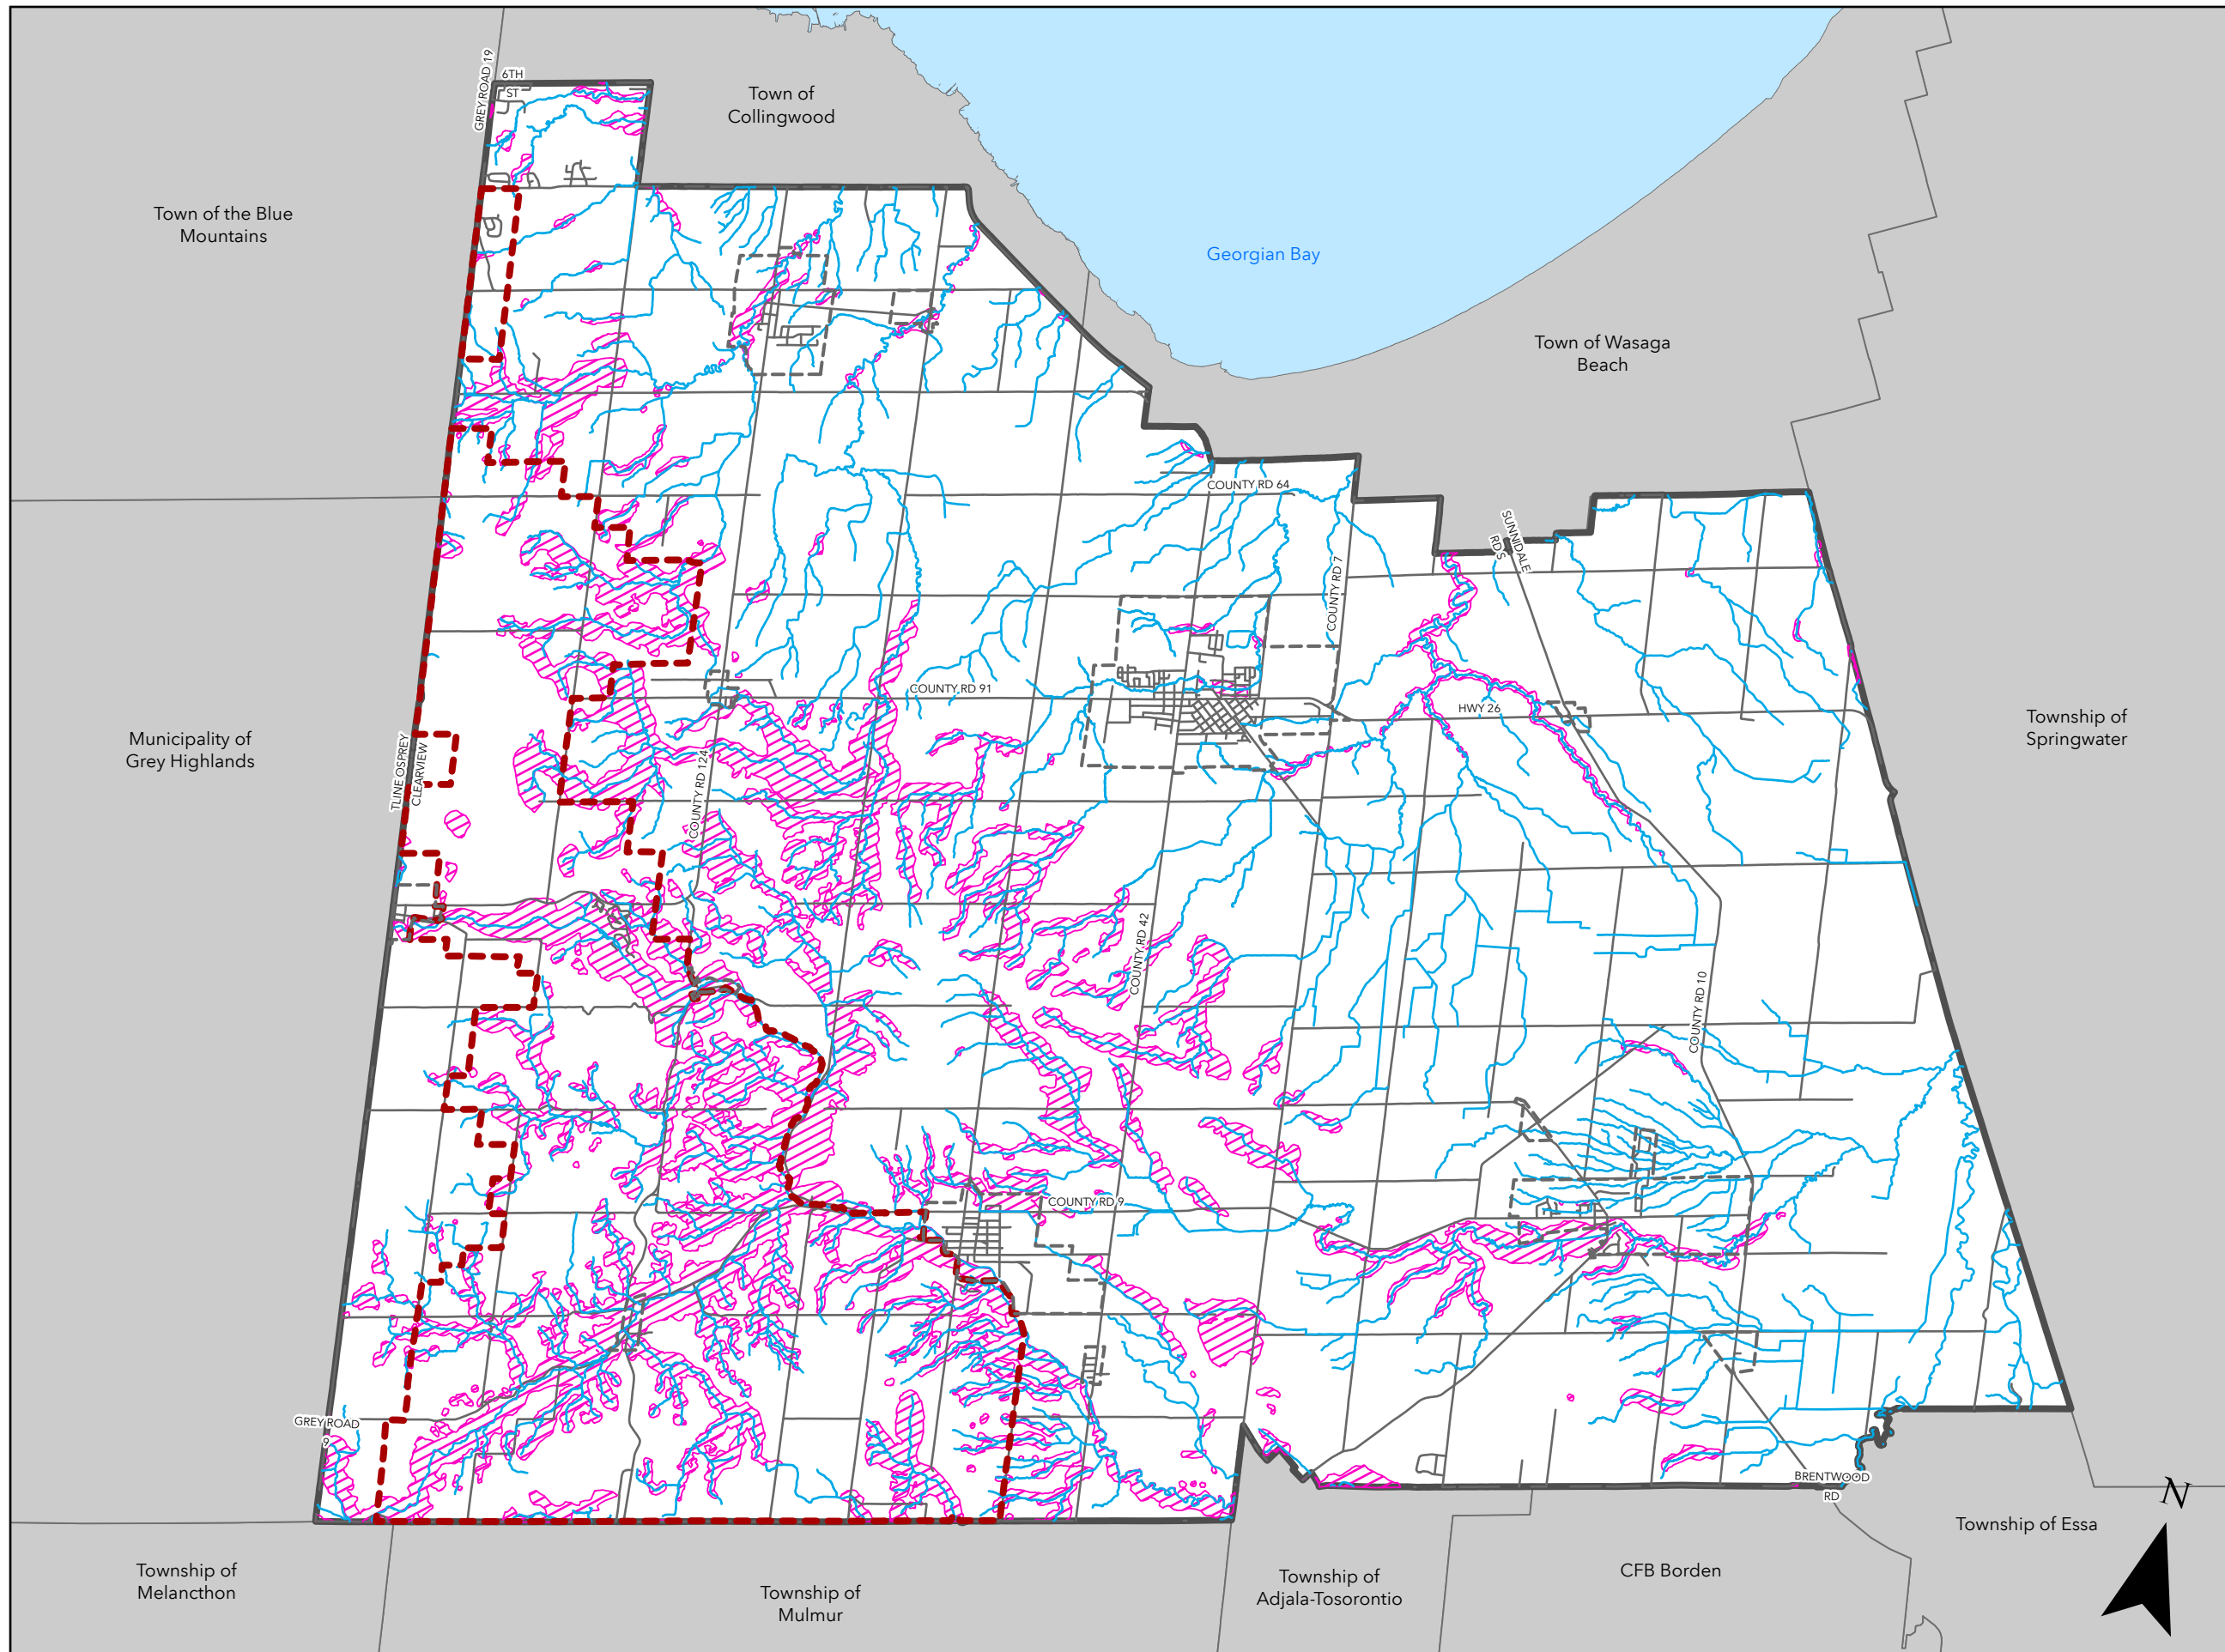 GREY ROAD 19
6TH
ST
Town of
Collingwood
Town of the Blue
Mountains
Georgian Bay
Town of Wasaga
Beach
COUNTY RD 64
SUNNIDALE
RD S
COUNTY RD 7
COUNTY RD 91
HWY 26
Township of
Springwater
Municipality of
Grey Highlands
TLINE OSPREY
CLEARVIEW
COUNTY RD 124
COUNTY RD 42
COUNTY RD 10
COUNTY RD 9
GREY ROAD
9
BRENTWOOD
RD
N
Township of Essa
Township of
Melancthon
Township of
Mulmur
Township of
Adjala-Tosorontio
CFB Borden